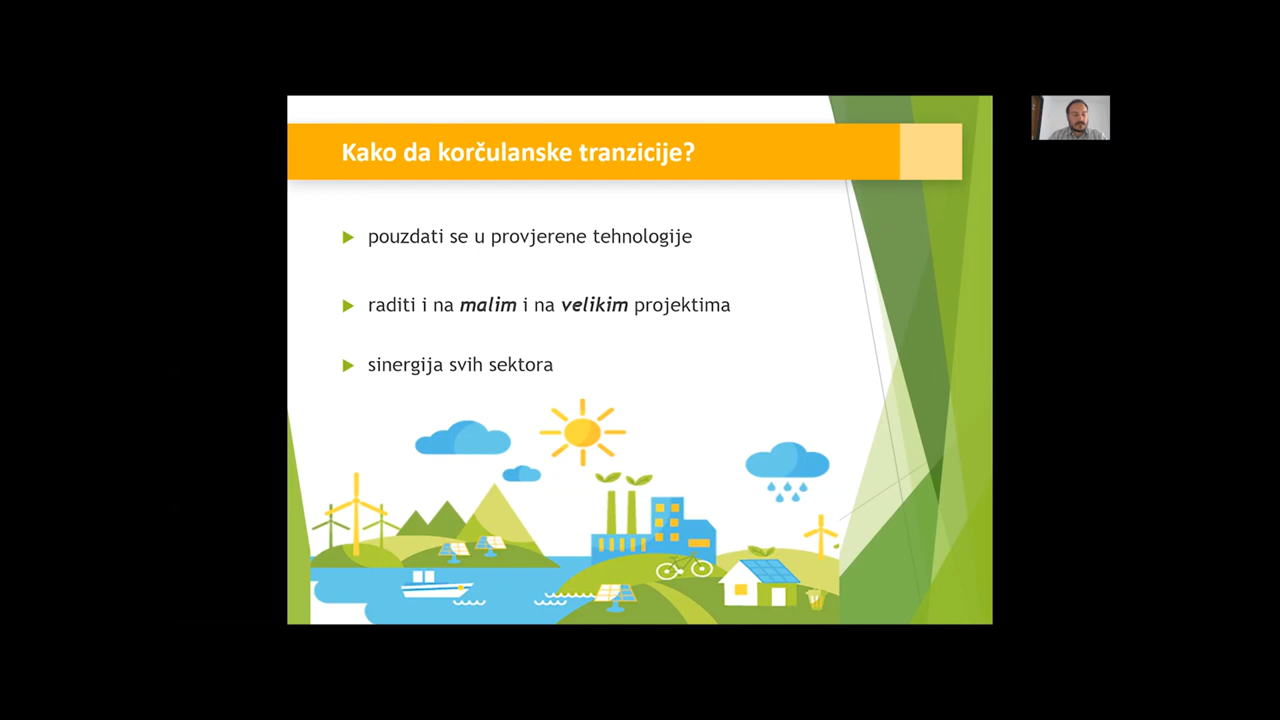 Kako da korčulanske tranzicije?
pouzdati se u provjerene tehnologije
raditi i na malim i na velikim projektima
sinergija svih sektora